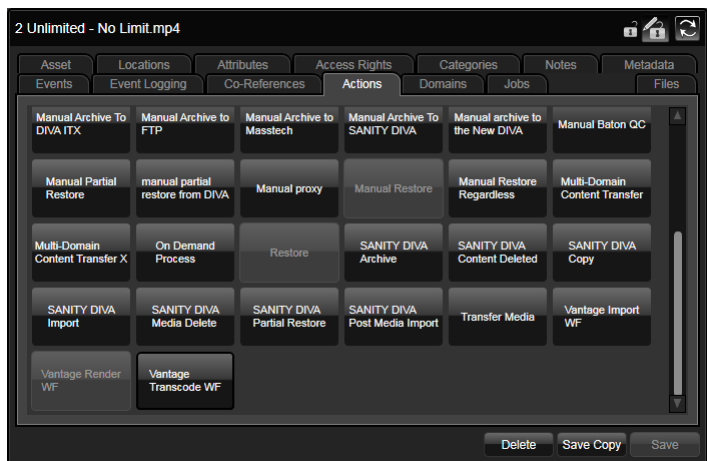 2 Unlimited - No Limit.mp4
Asset Locations Attributes Access Rights Categories Notes Metadata
Events Event Logging Co-References Actions Domains Jobs Files
Manual Archive To DIVA ITX
Manual Archive to FTP
Manual Archive to Masstech
Manual Archive To SANITY DIVA
Manual archive to the New DIVA
Manual Baton QC
Manual Partial Restore
manual partial restore from DIVA
Manual proxy
Manual Restore
Manual Restore Regardless
Multi-Domain Content Transfer
Multi-Domain Content Transfer X
On Demand Process
Restore
SANITY DIVA Archive
SANITY DIVA Content Deleted
SANITY DIVA Copy
SANITY DIVA Import
SANITY DIVA Media Delete
SANITY DIVA Partial Restore
SANITY DIVA Post Media Import
Transfer Media
Vantage Import WF
Vantage Render WF
Vantage Transcode WF
Delete Save Copy Save